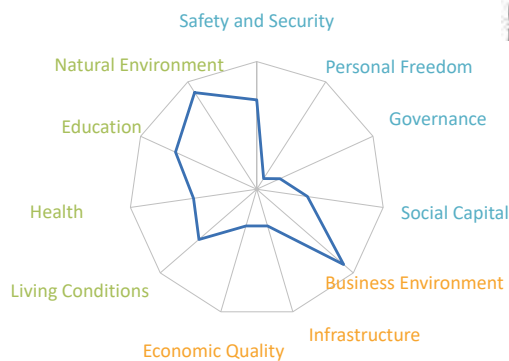 Safety and Security
Natural Environment
Personal Freedom
Education
Governance
Health
Social Capital
Living Conditions
Business Environment
Infrastructure
Economic Quality